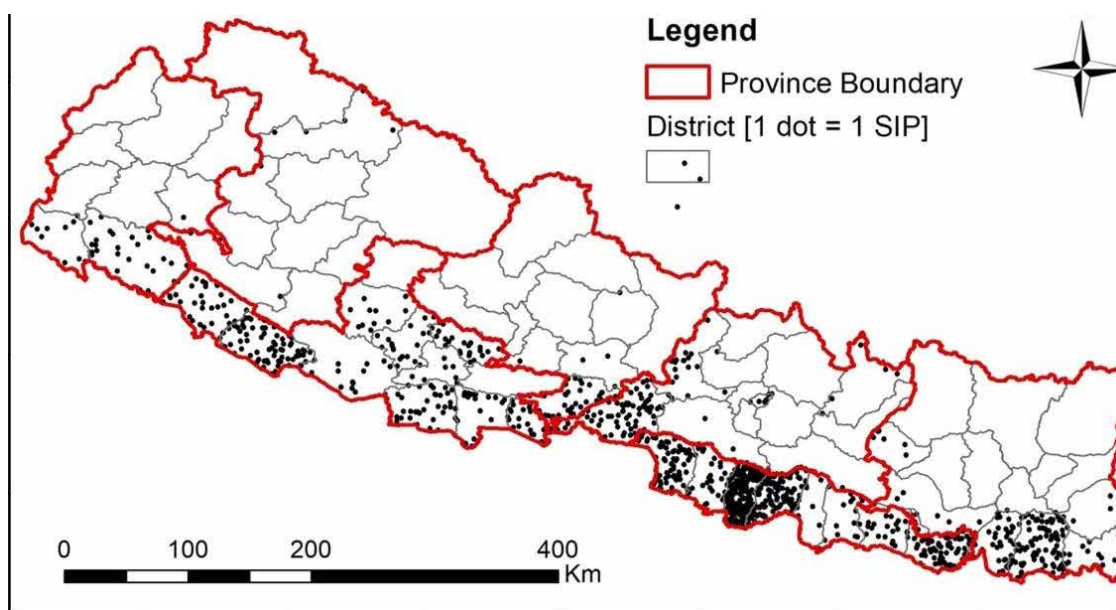 Legend
Province Boundary
District [1 dot = 1 SIP]
0 100 200 400
Km